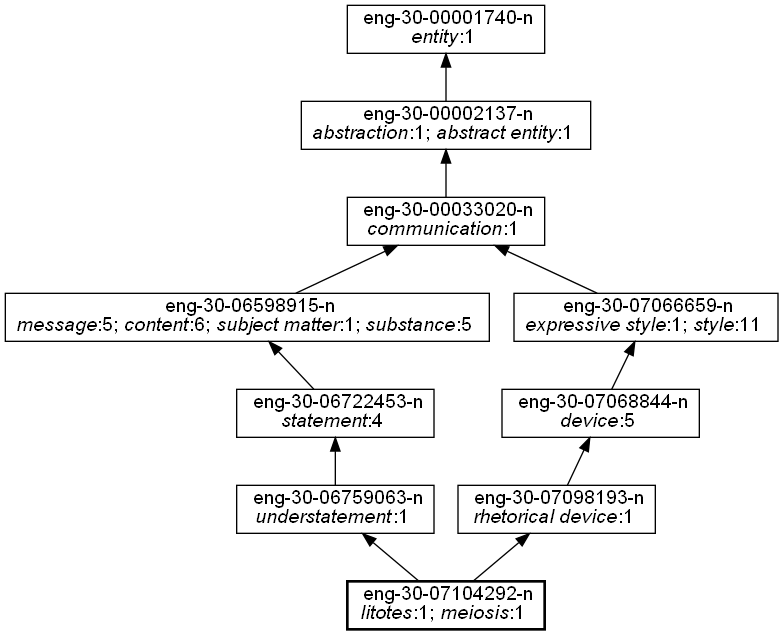 eng-30-00001740-n
entity:1
eng-30-00002137-n
abstraction:1; abstract entity:1
eng-30-00033020-n
communication:1
eng-30-06598915-n
message:5; content:6; subject matter:1; substance:5
eng-30-07066659-n
expressive style:1; style:11
eng-30-06722453-n
statement:4
eng-30-07068844-n
device:5
eng-30-06759063-n
understatement:1
eng-30-07098193-n
rhetorical device:1
eng-30-07104292-n
litotes:1; meiosis:1